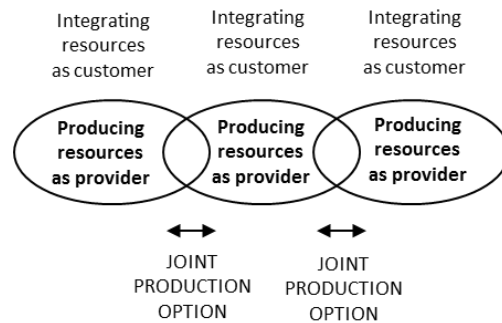 Integrating
resources
as customer
Integrating
resources
as customer
Integrating
resources
as customer
Producing
resources
as provider
Producing
resources
as provider
Producing
resources
as provider
JOINT
PRODUCTION
OPTION
JOINT
PRODUCTION
OPTION